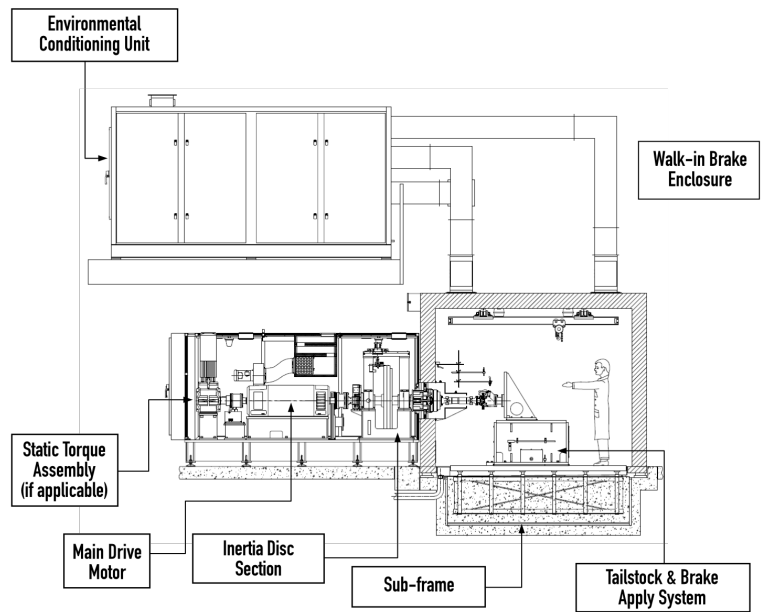 Environmental
Conditioning Unit
Walk-in Brake
Enclosure
Static Torque
Assembly
(if applicable)
Main Drive
Motor
Inertia Disc
Section
Sub-frame
Tailstock & Brake
Apply System